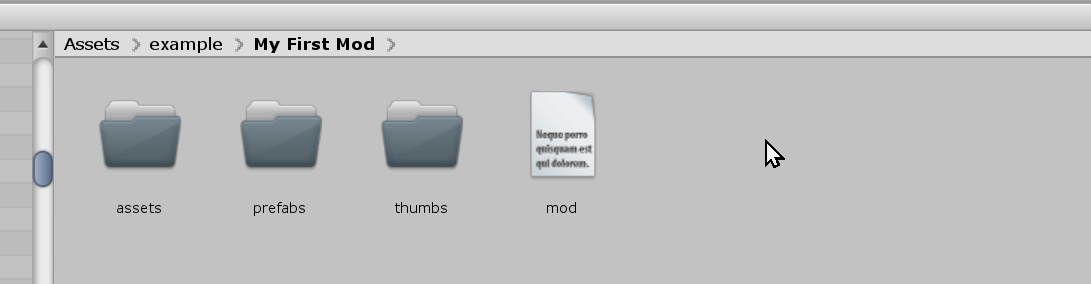 Assets > example > My First Mod >
Neque porro
quisquam est
qui dolorem.
assets prefabs thumbs mod